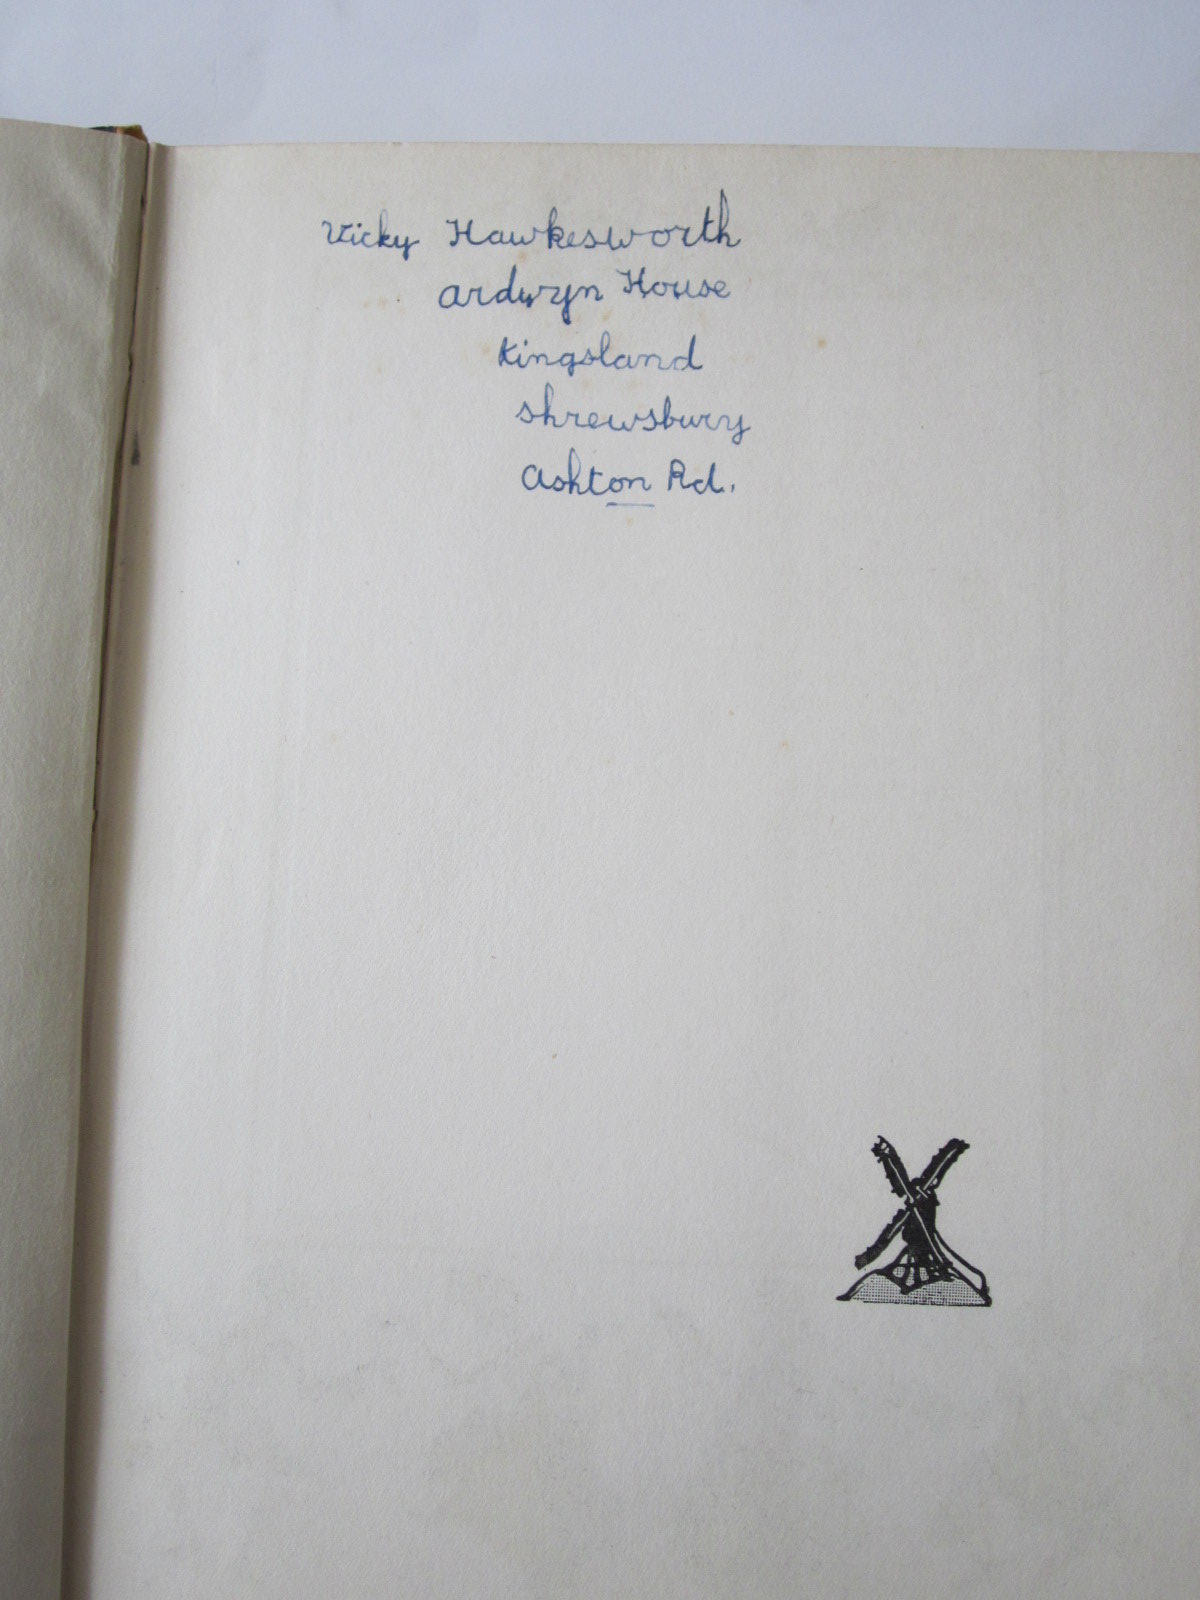 Vicky Hawkesworth
Ardwyn House
Kingsland
Shrewsbury
Ashton Rd.